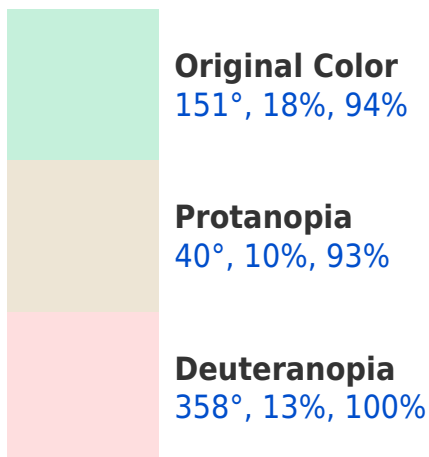 Original Color
151°, 18%, 94%
Protanopia
40°, 10%, 93%
Deuteranopia
358°, 13%, 100%